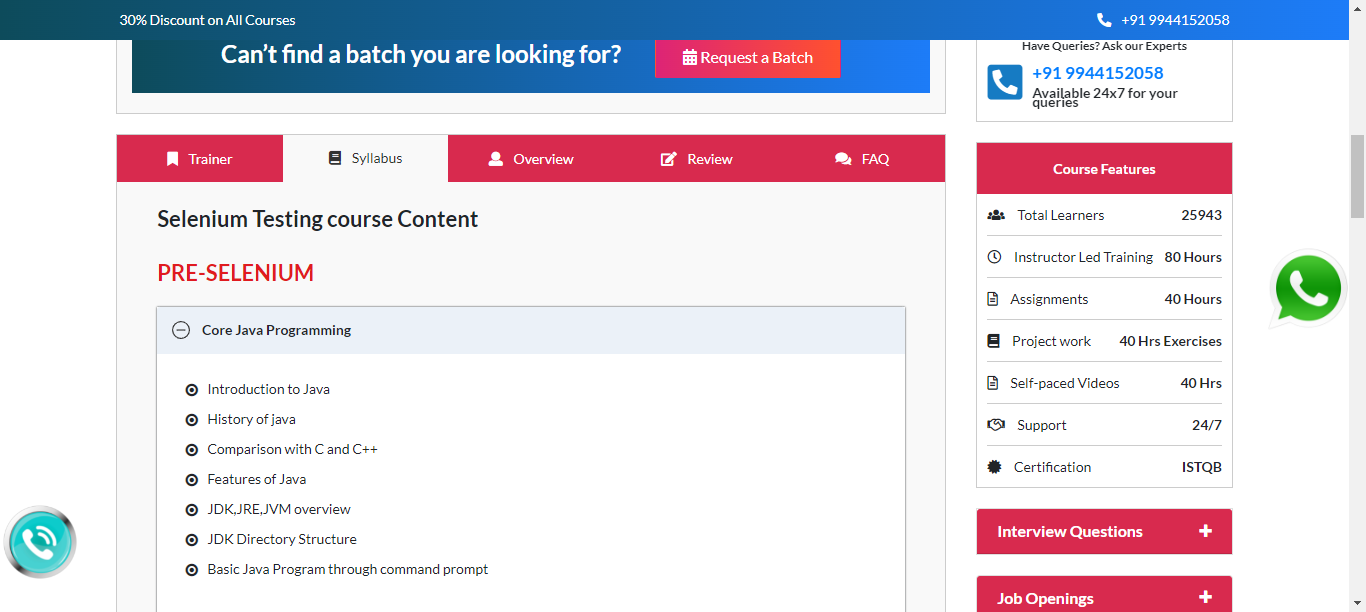 30% Discount on All Courses
+91 9944152058
Can't find a batch you are looking for?
Request a Batch
Have Queries? Ask our Experts
+91 9944152058
Available 24x7 for your
queries
Trainer
Syllabus
Overview
Review
FAQ
Selenium Testing course Content
PRE-SELENIUM
Core Java Programming
Introduction to Java
History of java
Comparison with C and C++
Features of Java
JDK,JRE,JVM overview
JDK Directory Structure
Basic Java Program through command prompt
Course Features
Total Learners 25943
Instructor Led Training 80 Hours
Assignments 40 Hours
Project work 40 Hrs Exercises
Self-paced Videos 40 Hrs
Support 24/7
Certification ISTQB
Interview Questions
Job Openings